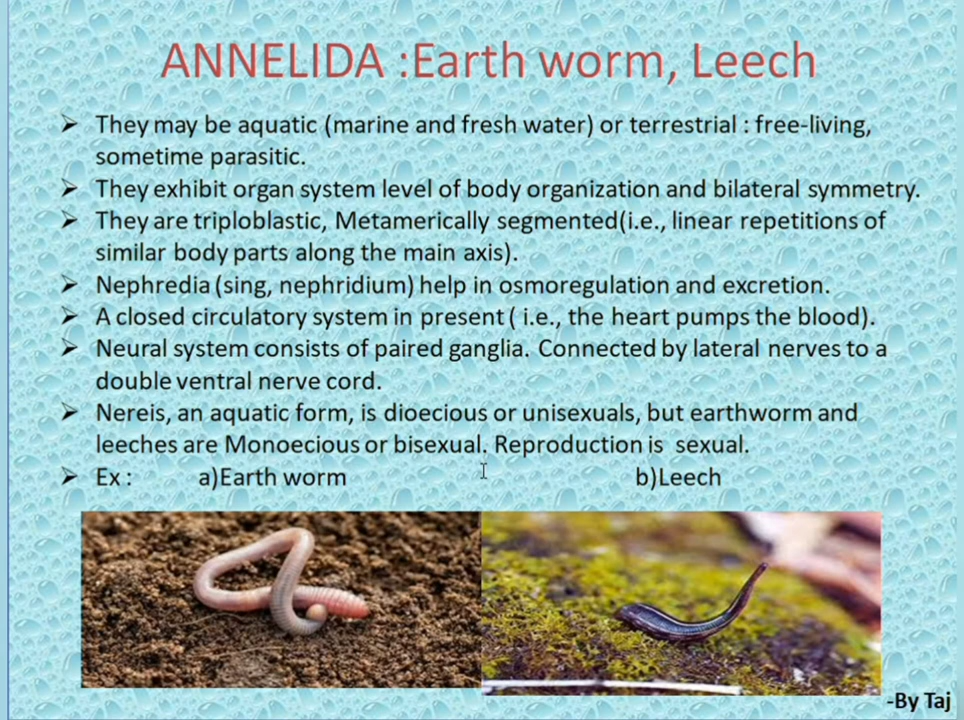 ANNELIDA :Earth worm, Leech
➢ They may be aquatic (marine and fresh water) or terrestrial : free-living,
sometime parasitic.
➢ They exhibit organ system level of body organization and bilateral symmetry.
➢ They are triploblastic, Metamerically segmented(i.e., linear repetitions of
similar body parts along the main axis).
➢ Nephredia (sing, nephridium) help in osmoregulation and excretion.
➢ A closed circulatory system in present ( i.e., the heart pumps the blood).
➢ Neural system consists of paired ganglia. Connected by lateral nerves to a
double ventral nerve cord.
➢ Nereis, an aquatic form, is dioecious or unisexuals, but earthworm and
leeches are Monoecious or bisexual. Reproduction is sexual.
➢ Ex : a)Earth worm b)Leech
-By Taj